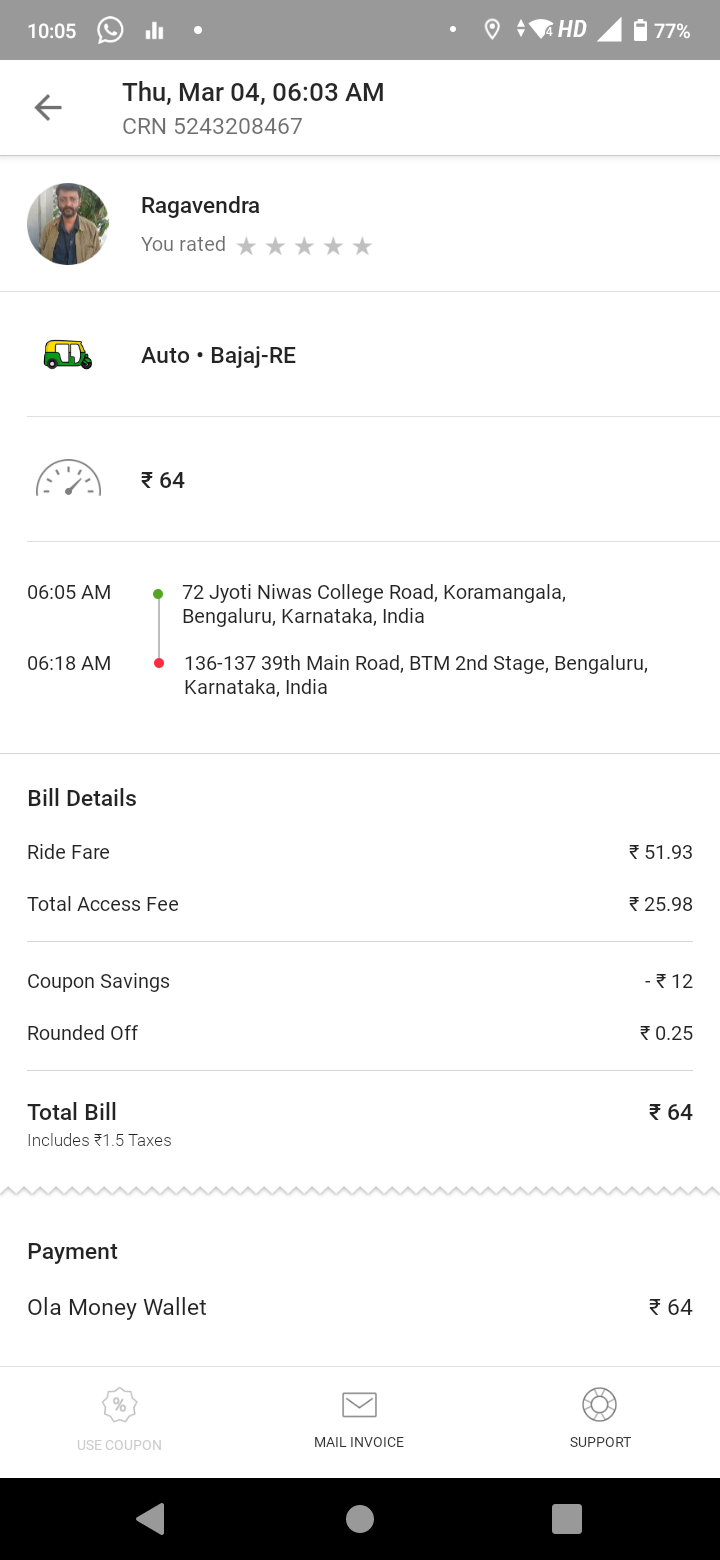 10:05
4 HD 77%
Thu, Mar 04, 06:03 AM
CRN 5243208467
Ragavendra
You rated
Auto • Bajaj-RE
₹ 64
06:05 AM 72 Jyoti Niwas College Road, Koramangala,
Bengaluru, Karnataka, India
06:18 AM 136-137 39th Main Road, BTM 2nd Stage, Bengaluru,
Karnataka, India
Bill Details
Ride Fare ₹ 51.93
Total Access Fee ₹ 25.98
Coupon Savings - ₹ 12
Rounded Off ₹ 0.25
Total Bill ₹ 64
Includes ₹1.5 Taxes
Payment
Ola Money Wallet ₹ 64
%
USE COUPON MAIL INVOICE SUPPORT